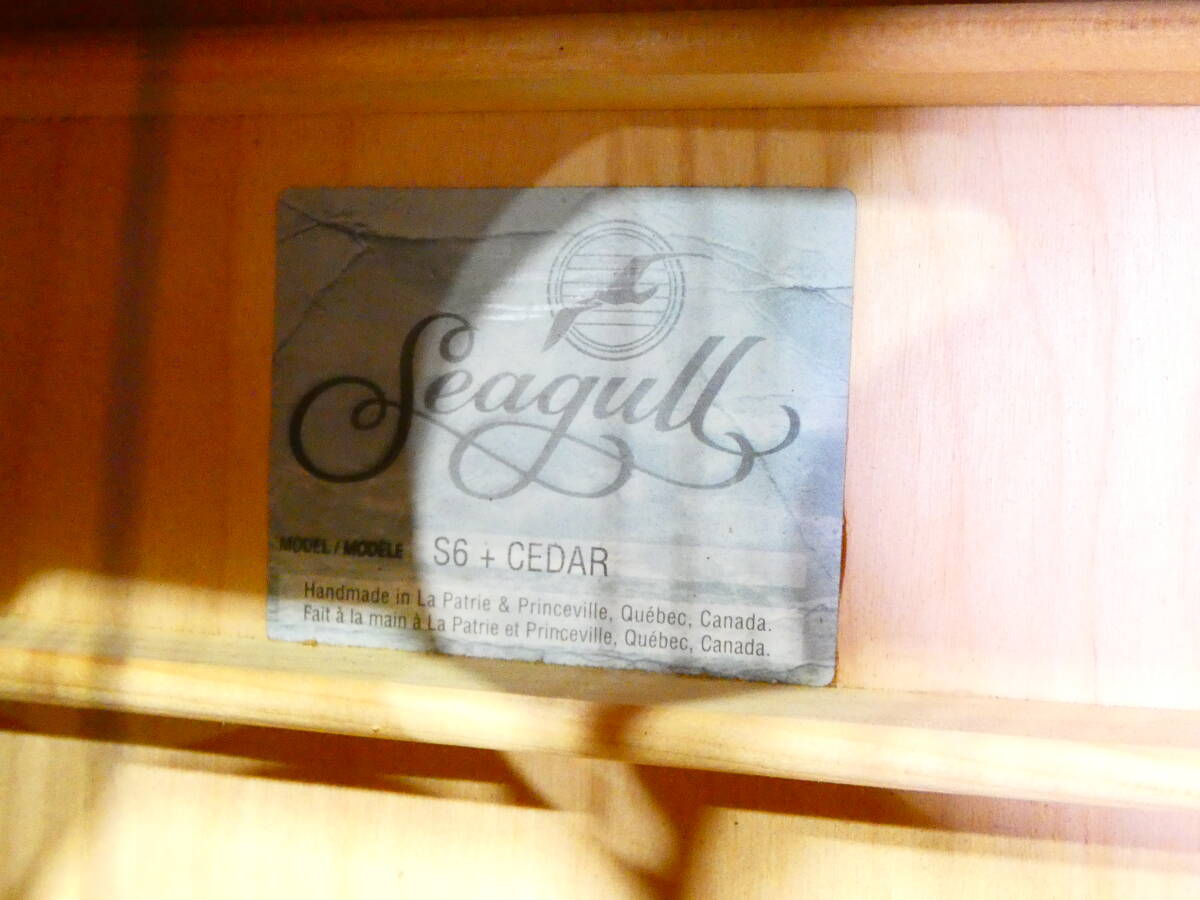 Seagull
MODEL / MODÈLE S6 + CEDAR
Handmade in La Patrie & Princeville, Québec, Canada.
Fait à la main à La Patrie et Princeville, Québec, Canada.